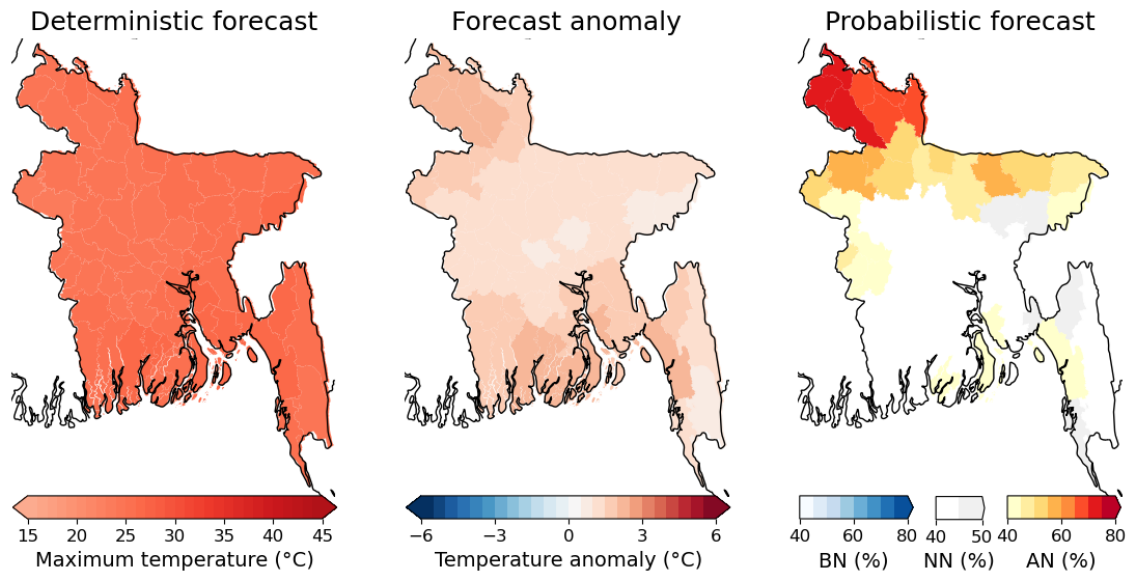 Deterministic forecast
Forecast anomaly
Probabilistic forecast
15 20 25 30 35 40 45
Maximum temperature (°C)
−6 −3 0 3 6
Temperature anomaly (°C)
40 60 80
BN (%)
40 50
NN (%)
40 60 80
AN (%)